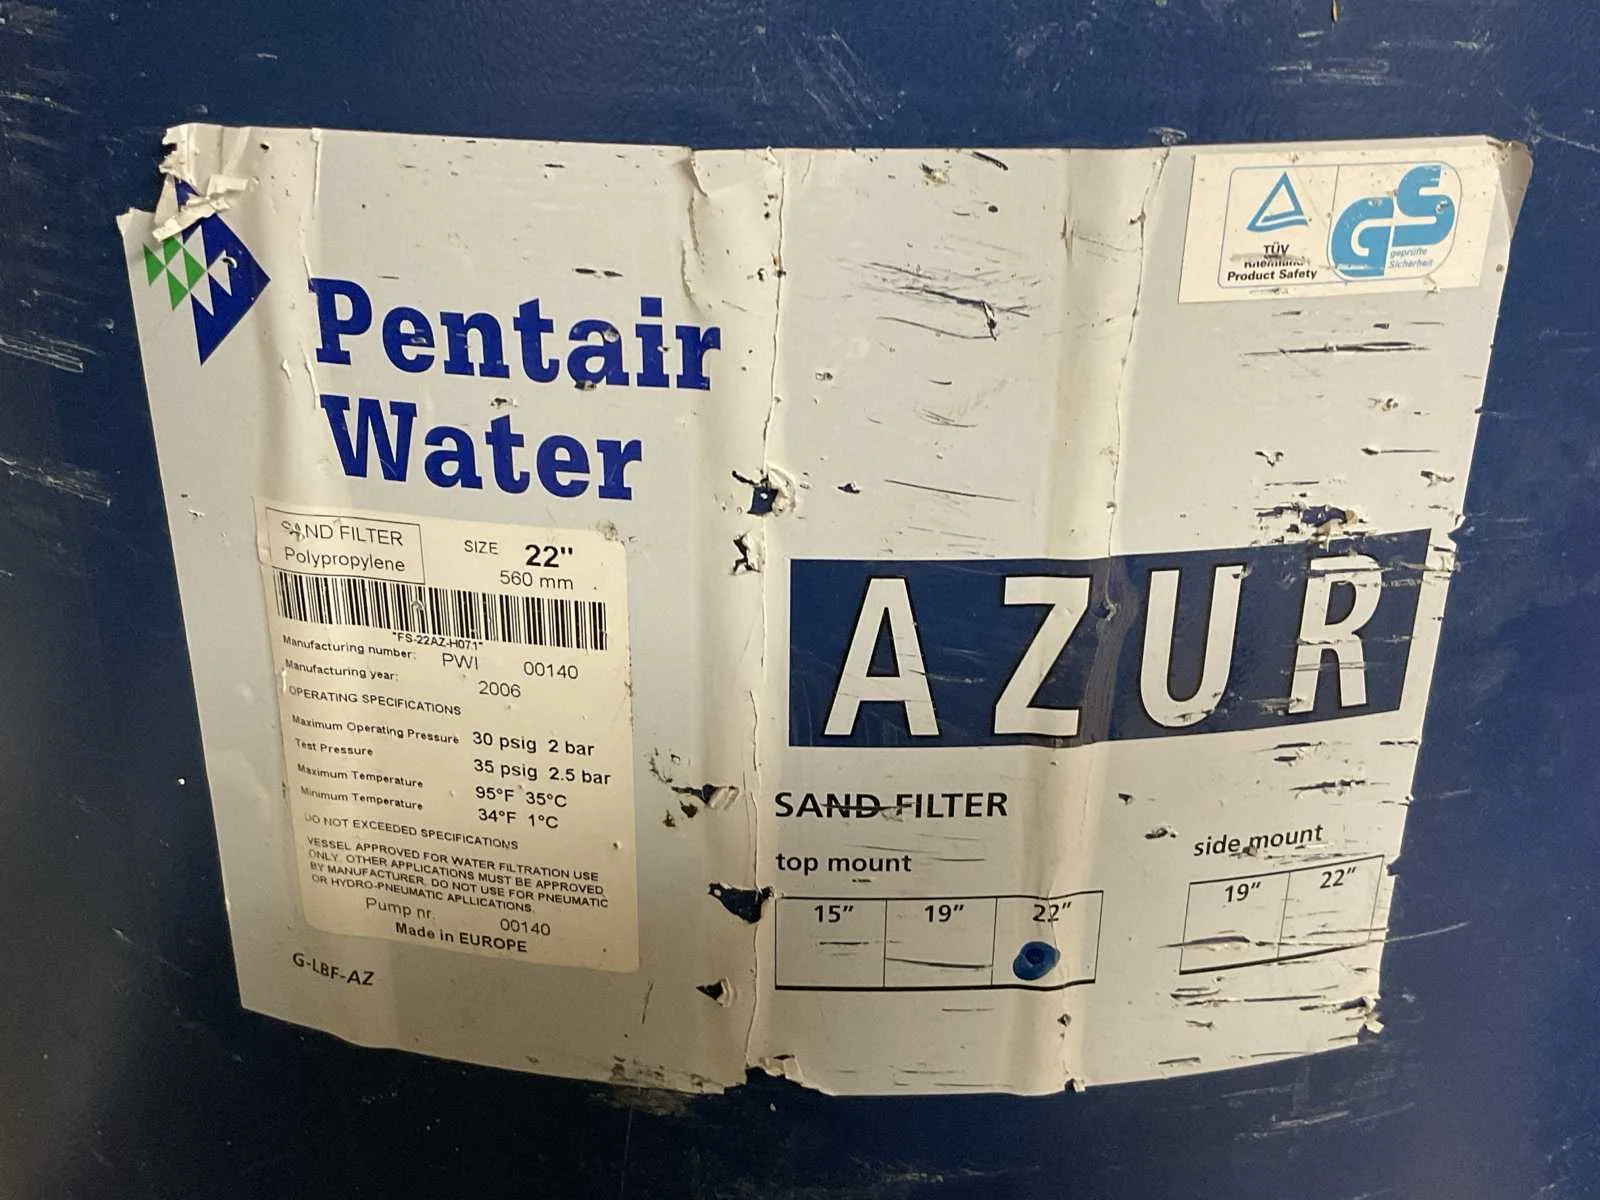 Pentair
Water
TÜV
Rheinland
Product Safety
GS
geprüfte
Sicherheit
SAND FILTER
Polypropylene
SIZE 22"
560 mm
"FS-22AZ-H071"
Manufacturing number: PWI 00140
Manufacturing year: 2006
OPERATING SPECIFICATIONS
Maximum Operating Pressure 30 psig 2 bar
Test Pressure 35 psig 2.5 bar
Maximum Temperature 95°F 35°C
Minimum Temperature 34°F 1°C
DO NOT EXCEEDED SPECIFICATIONS
VESSEL APPROVED FOR WATER FILTRATION USE
ONLY. OTHER APPLICATIONS MUST BE APPROVED
BY MANUFACTURER. DO NOT USE FOR PNEUMATIC
OR HYDRO-PNEUMATIC APLLICATIONS.
Pump nr. 00140
Made in EUROPE
G-LBF-AZ
AZUR
SAND FILTER
top mount
15" 19" 22"
side mount
19" 22"